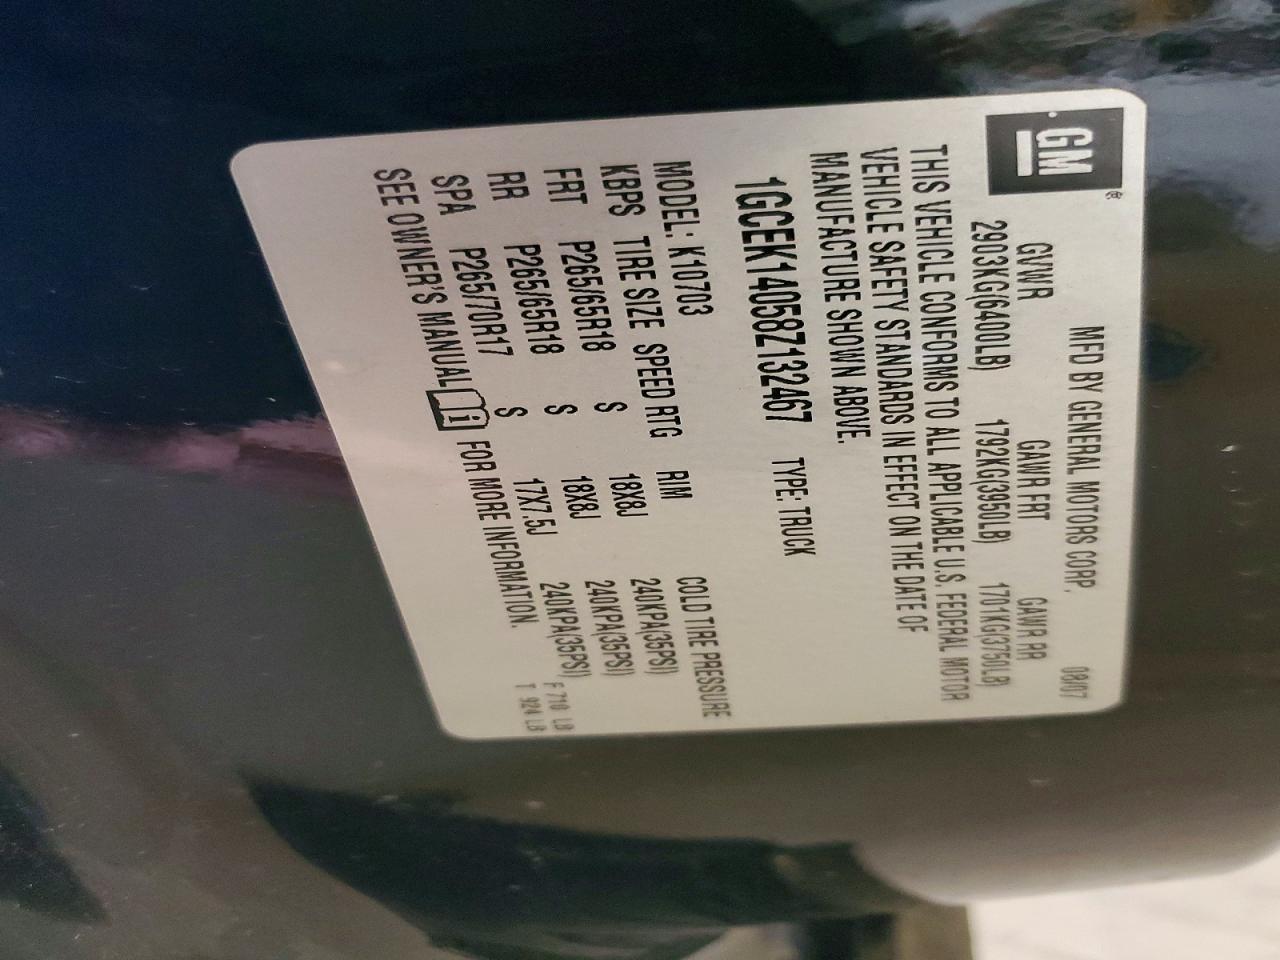 GM®
MFD BY GENERAL MOTORS CORP. 08/07
GVWR GAWR FRT GAWR RR
2903KG(6400LB) 1792KG(3950LB) 1701KG(3750LB)
THIS VEHICLE CONFORMS TO ALL APPLICABLE U.S. FEDERAL MOTOR
VEHICLE SAFETY STANDARDS IN EFFECT ON THE DATE OF
MANUFACTURE SHOWN ABOVE.
1GCEK14058Z132467 TYPE: TRUCK
MODEL: K10703
KBPS TIRE SIZE SPEED RTG RIM COLD TIRE PRESSURE
FRT P265/65R18 S 18X8J 240KPA(35PSI)
RR P265/65R18 S 18X8J 240KPA(35PSI)
SPA P265/70R17 S 17X7.5J 240KPA(35PSI)
SEE OWNER'S MANUAL FOR MORE INFORMATION.
F 710 LB
T 924 LB